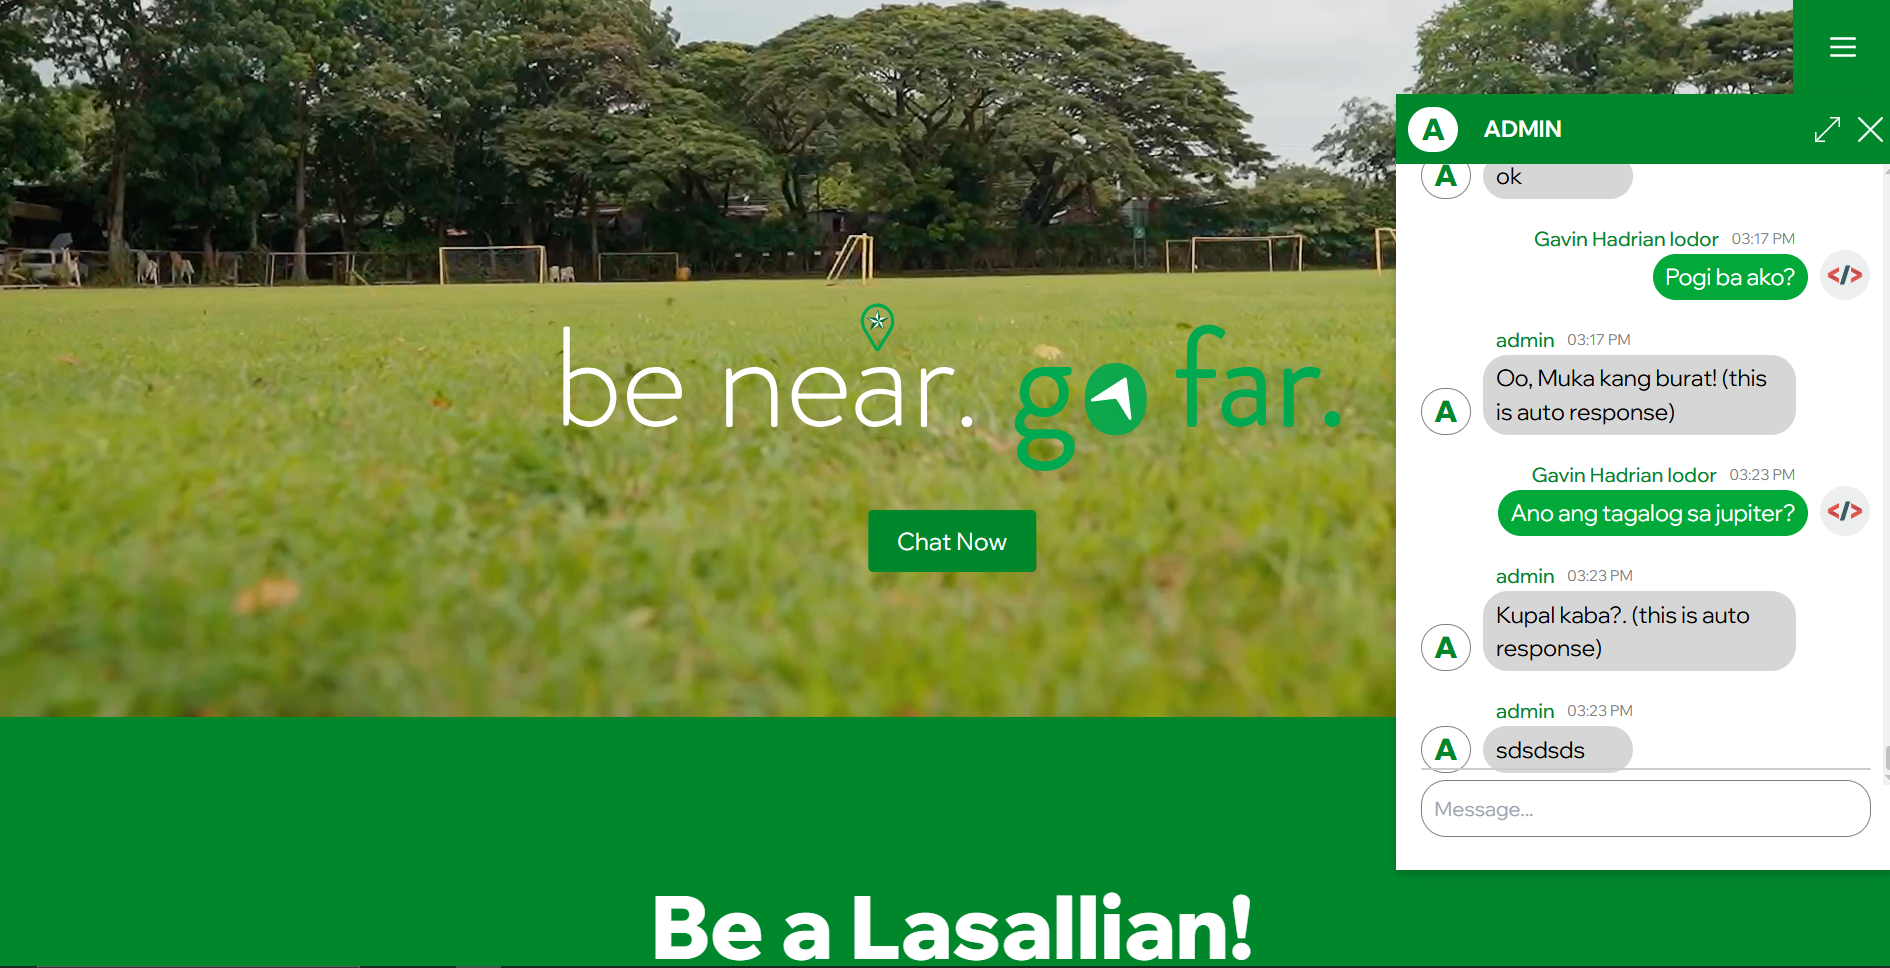 be near. go far.
Chat Now
Be a Lasallian!
A ADMIN
A ok
Gavin Hadrian Iodor 03:17 PM
Pogi ba ako?
</>
admin 03:17 PM
Oo, Muka kang burat! (this
is auto response)
A
Gavin Hadrian Iodor 03:23 PM
Ano ang tagalog sa jupiter?
</>
admin 03:23 PM
Kupal kaba?. (this is auto
response)
A
admin 03:23 PM
A sdsdsds
Message...